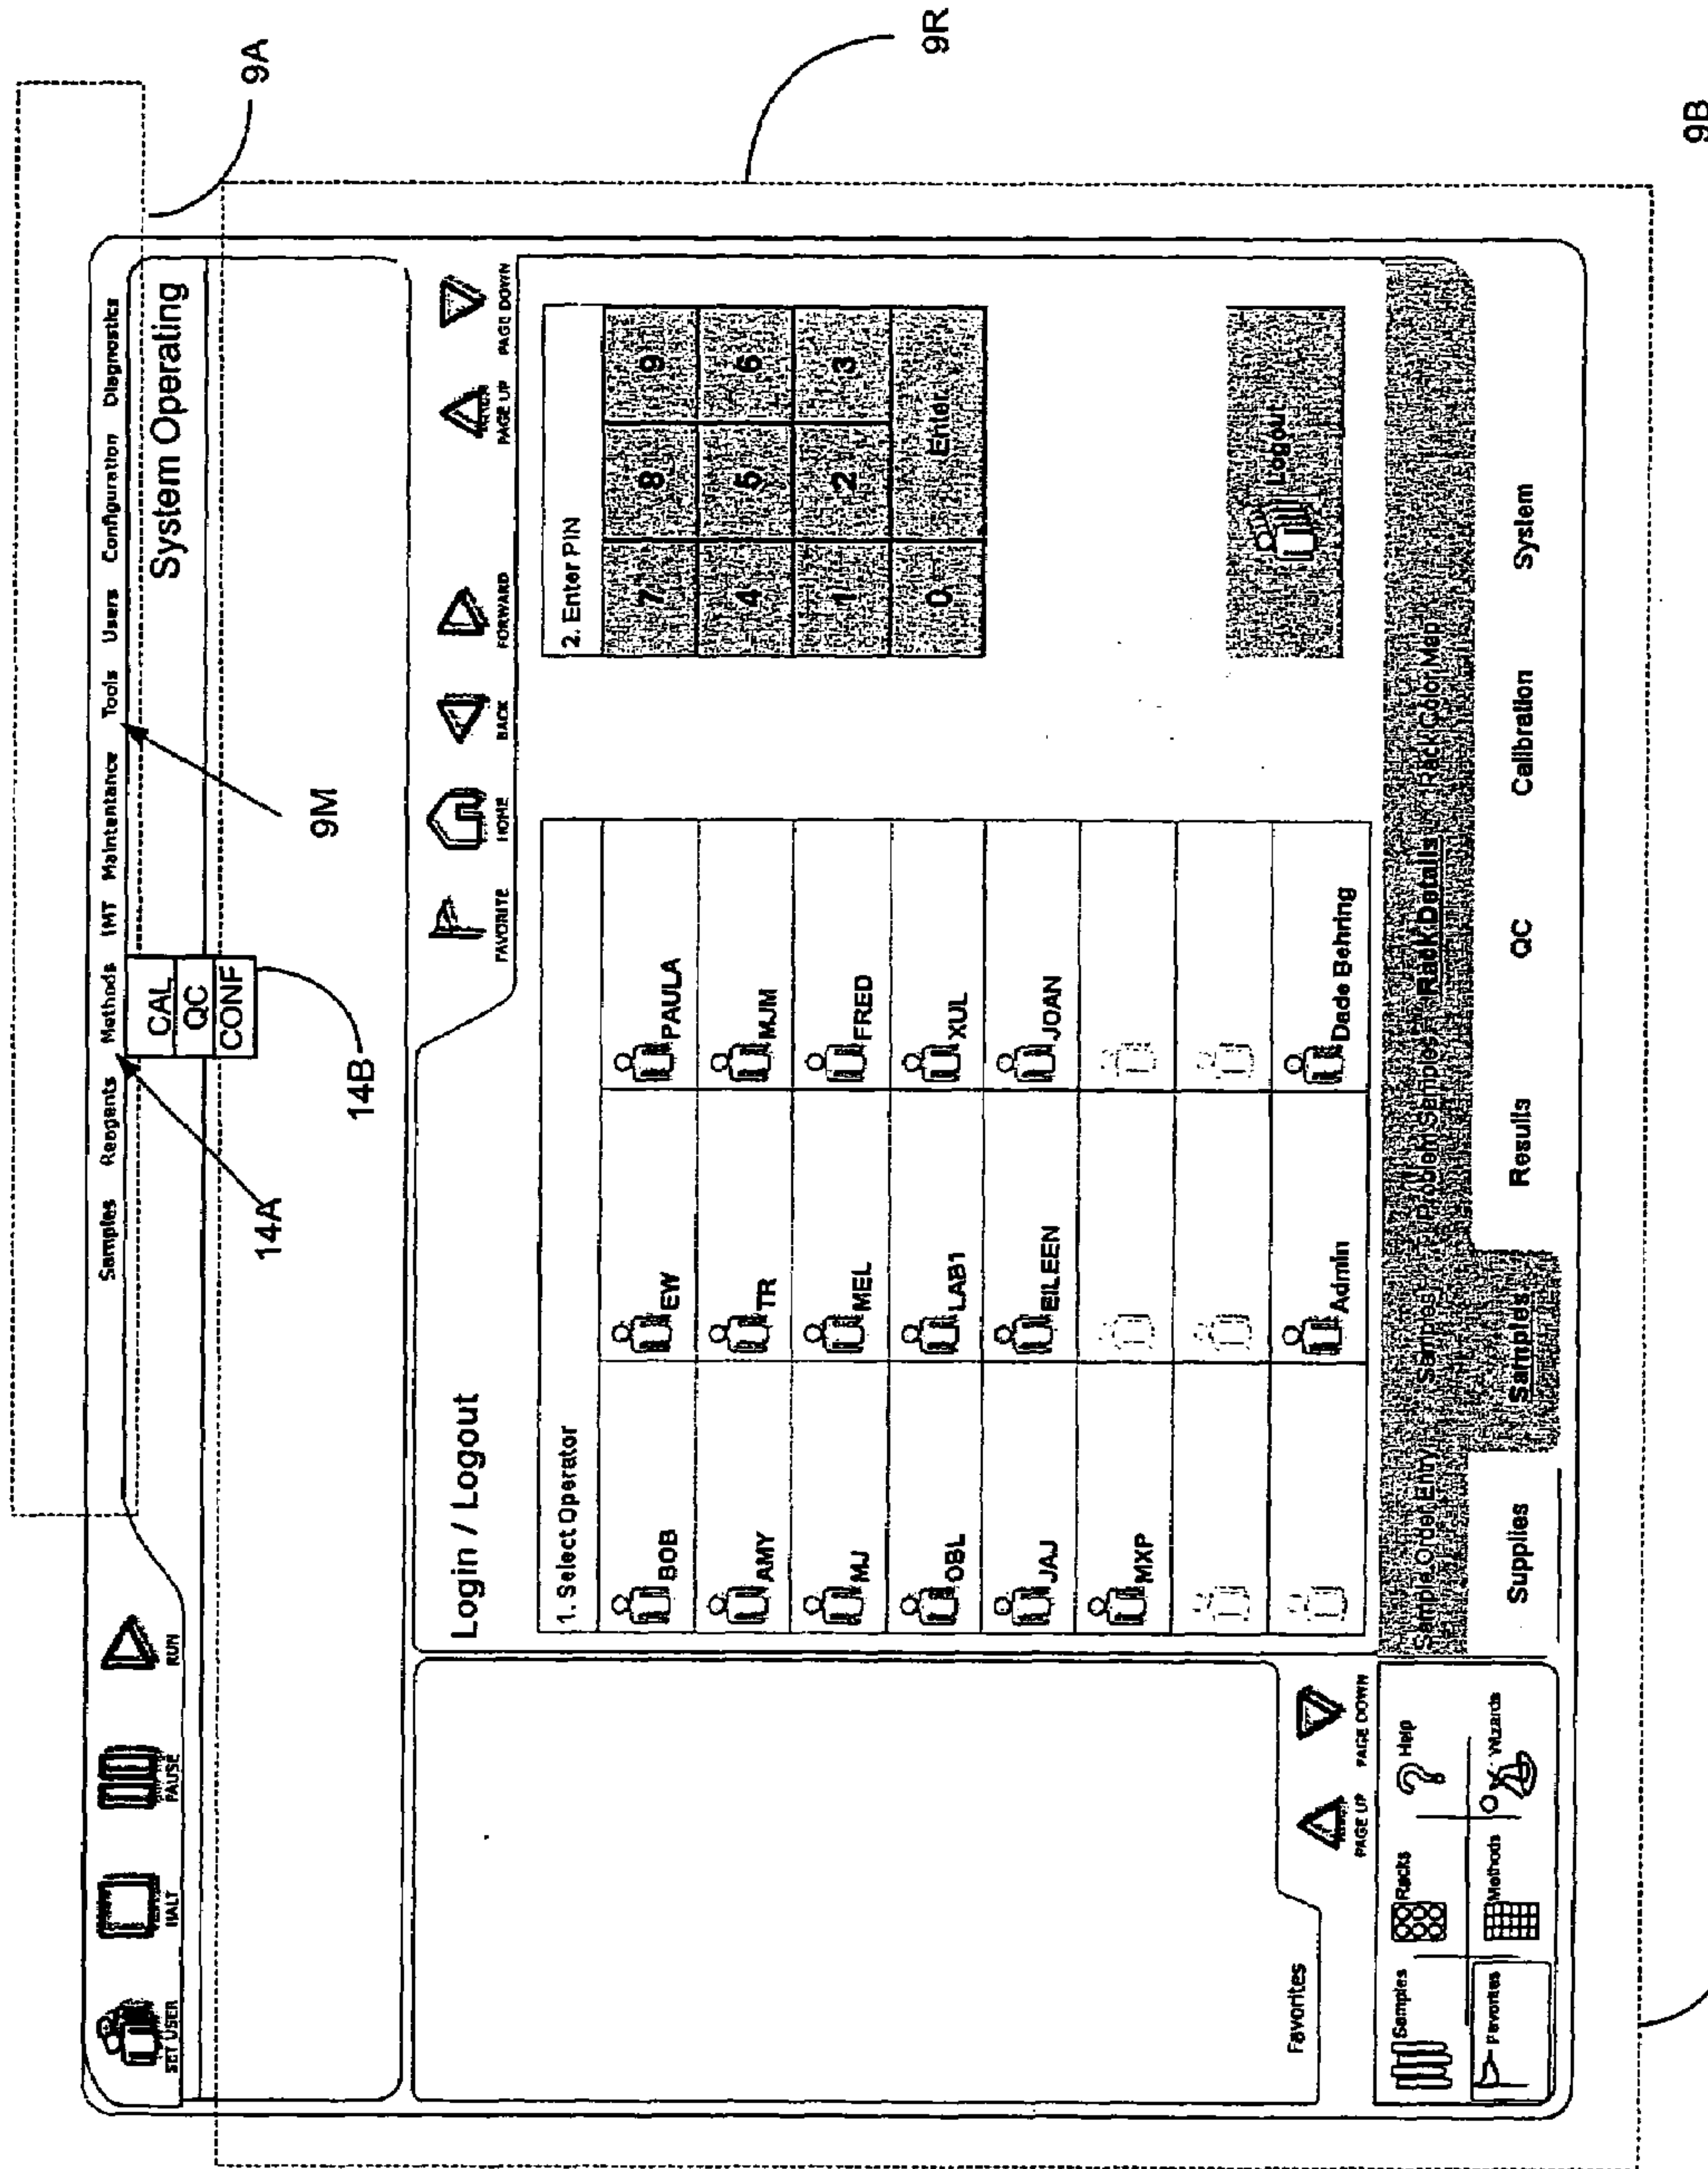 9A
9R
9B
SET USER
HALT
PAUSE
RUN
Samples Reagents Methods IMT Maintenance Tools Users Configuration Diagnostics
System Operating
CAL
QC
CONF
14A
14B
9M
Login / Logout
FAVORITE
HOME
BACK
FORWARD
PAGE UP
PAGE DOWN
1. Select Operator
BOB EW PAULA
AMY TR MJM
MJ MEL FRED
OBL LAB1 XUL
JAJ EILEEN JOAN
MXP
Admin Dade Behring
2. Enter PIN
7 8 9
4 5 6
1 2 3
0 Enter
Logout
Favorites
PAGE UP
PAGE DOWN
Samples Racks Help
Favorites Methods Wizards
Sample Order Entry Samples Problem Samples Rack Details Rack Color Map
Supplies Samples Results QC Calibration System